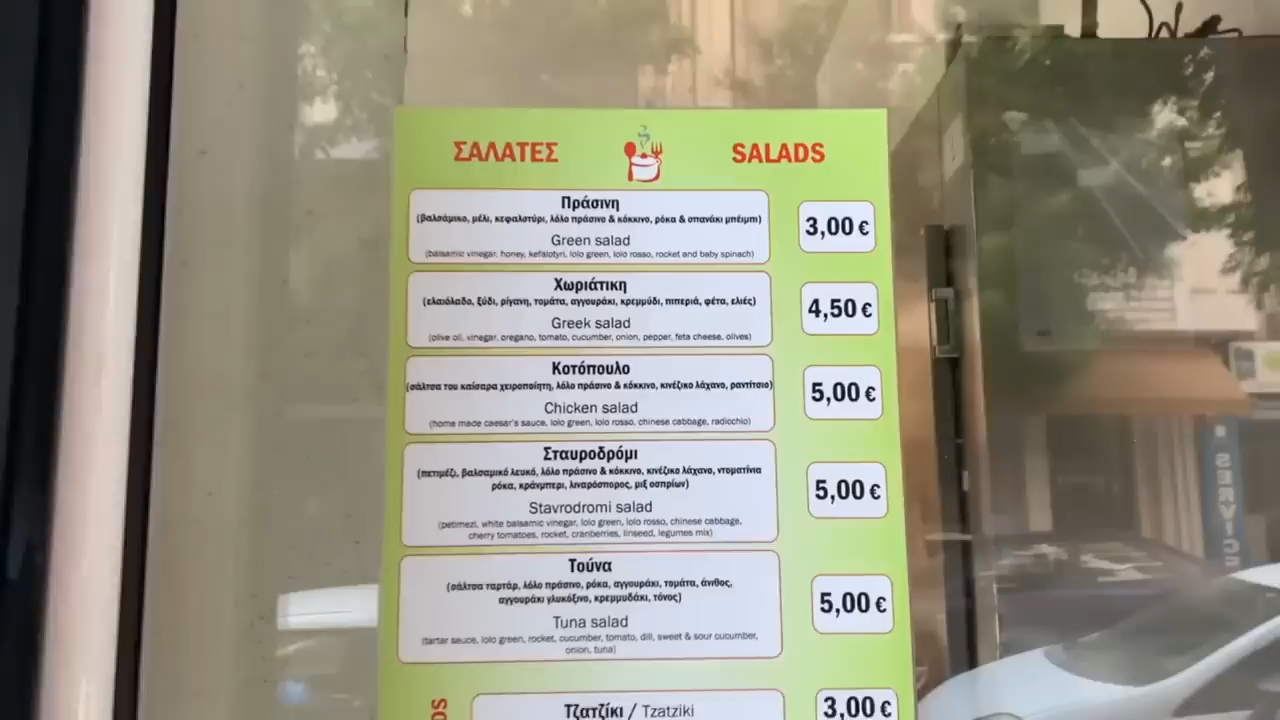 ΣΑΛΑΤΕΣ SALADS
Πράσινη
(βαλσάμικο, μέλι, κεφαλοτύρι, λόλο πράσινο & κόκκινο, ρόκα & σπανάκι μπέιμπι)
Green salad
(balsamic vinegar, honey, kefalotyri, lolo green, lolo rosso, rocket and baby spinach)
3,00 €
Χωριάτικη
(ελαιόλαδο, ξύδι, ρίγανη, τομάτα, αγγουράκι, κρεμμύδι, πιπεριά, φέτα, ελιές)
Greek salad
(olive oil, vinegar, oregano, tomato, cucumber, onion, pepper, feta cheese, olives)
4,50 €
Κοτόπουλο
(σάλτσα του καίσαρα χειροποίητη, λόλο πράσινο & κόκκινο, κινέζικο λάχανο, ραντίτσιο)
Chicken salad
(home made caesar's sauce, lolo green, lolo rosso, chinese cabbage, radicchio)
5,00 €
Σταυροδρόμι
(πετιμέζι, βαλσαμικό λευκό, λόλο πράσινο & κόκκινο, κινέζικο λάχανο, ντοματίνια
ρόκα, κράνμπερι, λιναρόσπορος, μιξ οσπρίων)
Stavrodromi salad
(petimezi, white balsamic vinegar, lolo green, lolo rosso, chinese cabbage,
cherry tomatoes, rocket, cranberries, linseed, legumes mix)
5,00 €
Τούνα
(σάλτσα ταρτάρ, λόλο πράσινο, ρόκα, αγγουράκι, τομάτα, άνιθος,
αγγουράκι γλυκόξινο, κρεμμυδάκι, τόνος)
Tuna salad
(tartar sauce, lolo green, rocket, cucumber, tomato, dill, sweet & sour cucumber,
onion, tuna)
5,00 €
Τζατζίκι / Tzatziki
3,00 €
SERVICE